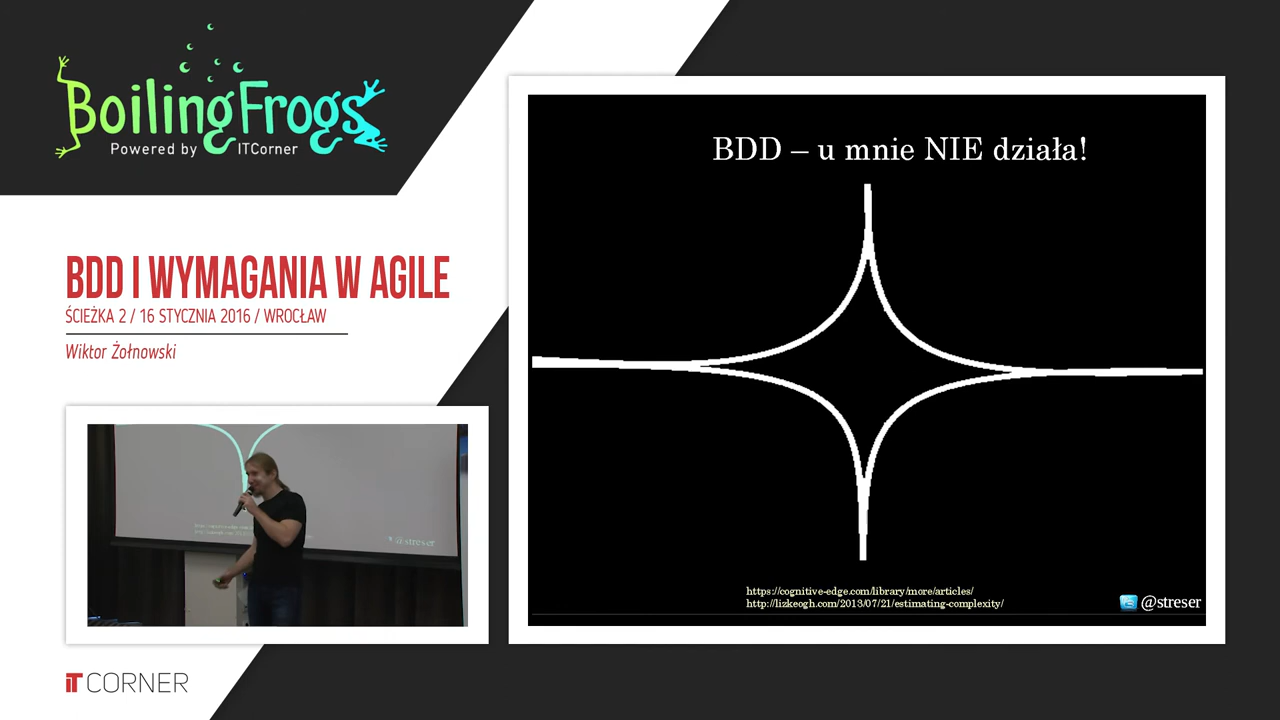 BoilingFrogs
Powered by ITCorner
BDD I WYMAGANIA W AGILE
ŚCIEŻKA 2 / 16 STYCZNIA 2016 / WROCŁAW
Wiktor Żołnowski
@streser
iT CORNER
BDD – u mnie NIE działa!
https://cognitive-edge.com/library/more/articles/
http://lizkeogh.com/2013/07/21/estimating-complexity/
@streser